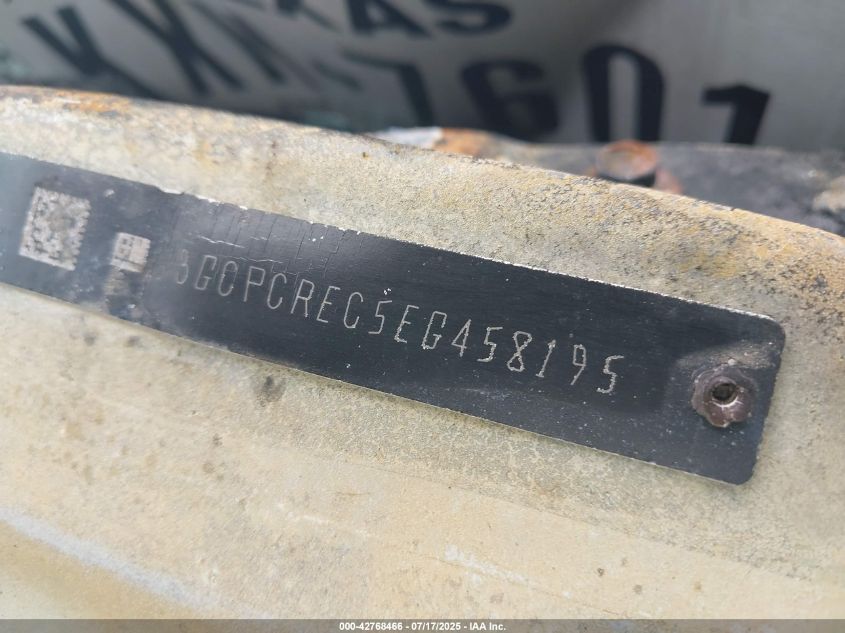 3GCPCREC5EG458195
000-42768466 - 07/17/2025 - IAA Inc.